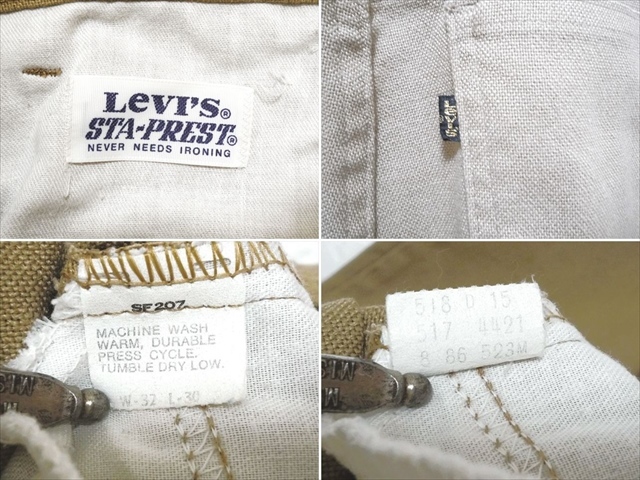 LEVI'S®
STA-PREST®
NEVER NEEDS IRONING
LEVI'S
SF207
MACHINE WASH
WARM, DURABLE
PRESS CYCLE.
TUMBLE DRY LOW.
W-32 L-30
518 D 15
517 4421
8 86 523M